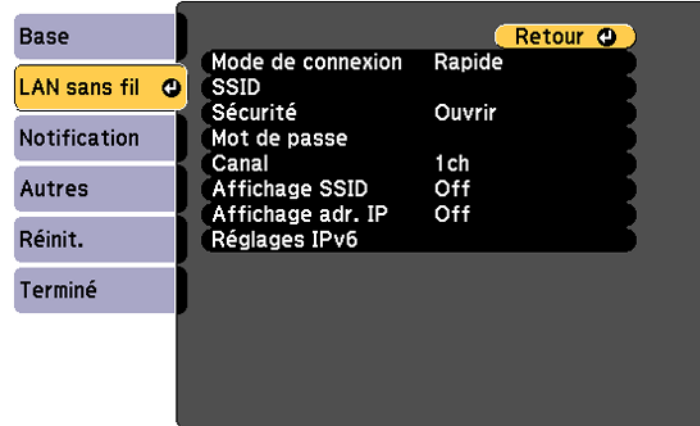 Base
LAN sans fil
Notification
Autres
Réinit.
Terminé
Retour
Mode de connexion Rapide
SSID
Sécurité Ouvrir
Mot de passe
Canal 1ch
Affichage SSID Off
Affichage adr. IP Off
Réglages IPv6